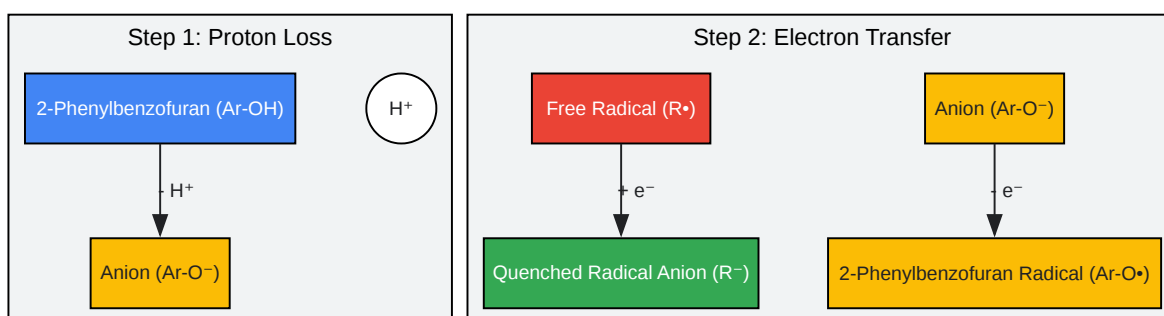 Step 1: Proton Loss
2-Phenylbenzofuran (Ar-OH)
H⁺
- H⁺
Anion (Ar-O⁻)
Step 2: Electron Transfer
Free Radical (R•)
Anion (Ar-O⁻)
+ e⁻
- e⁻
Quenched Radical Anion (R⁻)
2-Phenylbenzofuran Radical (Ar-O•)